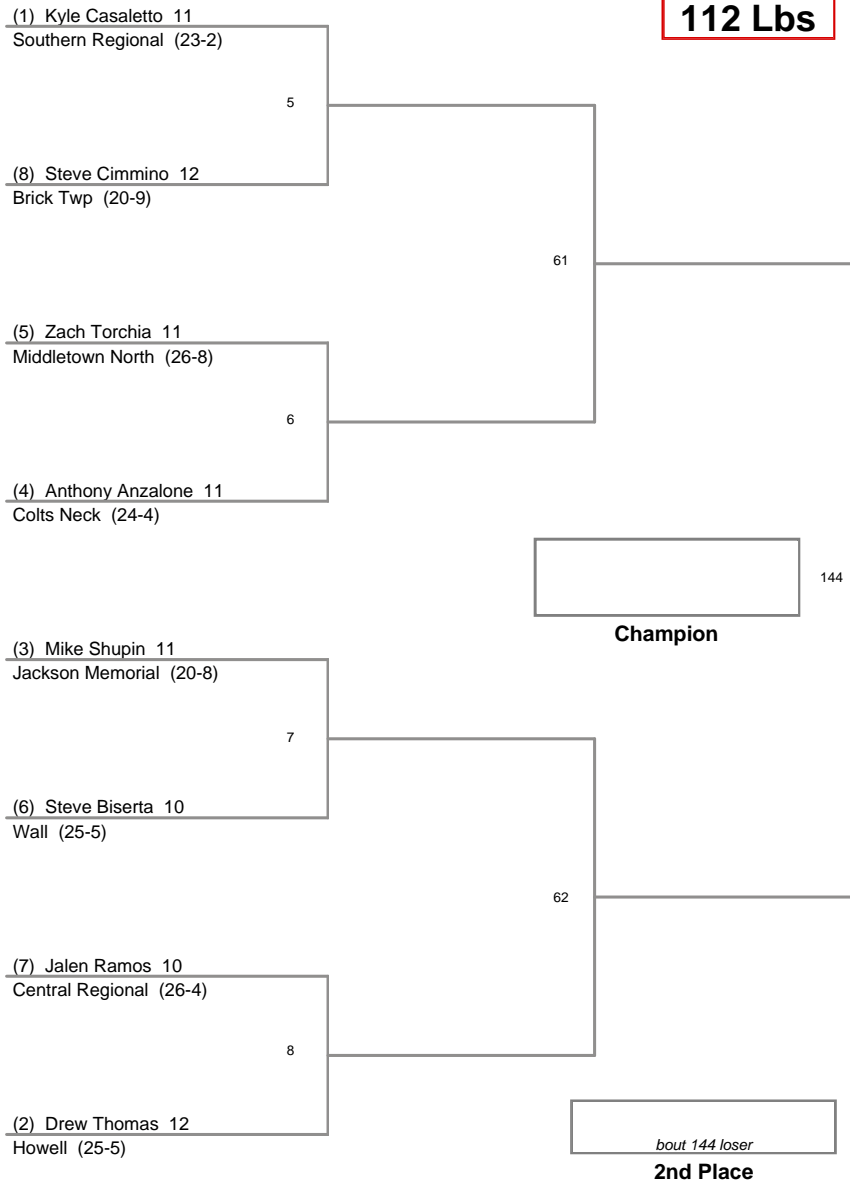 112 Lbs
(1) Kyle Casaletto 11
Southern Regional (23-2)
5
(8) Steve Cimmino 12
Brick Twp (20-9)
61
(5) Zach Torchia 11
Middletown North (26-8)
6
(4) Anthony Anzalone 11
Colts Neck (24-4)
144
Champion
(3) Mike Shupin 11
Jackson Memorial (20-8)
7
(6) Steve Biserta 10
Wall (25-5)
62
(7) Jalen Ramos 10
Central Regional (26-4)
8
(2) Drew Thomas 12
Howell (25-5)
bout 144 loser
2nd Place